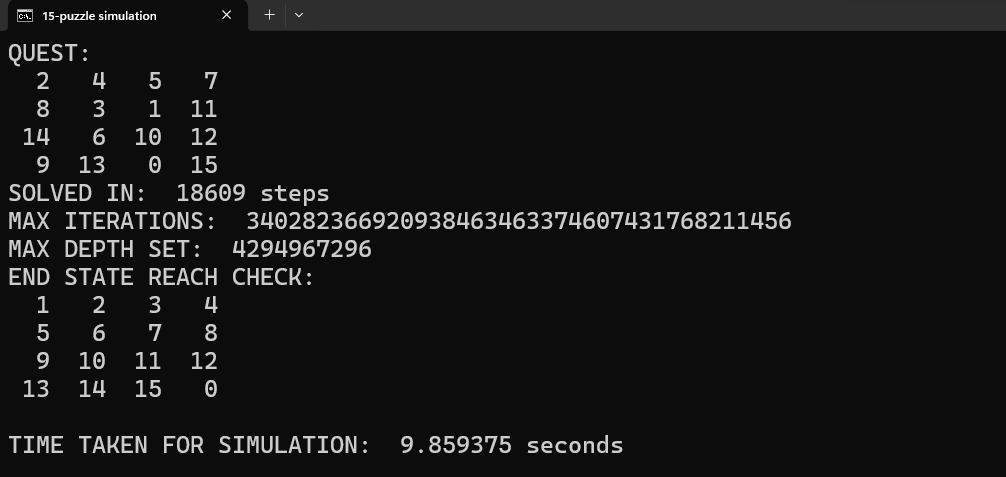 15-puzzle simulation
QUEST:
2 4 5 7
8 3 1 11
14 6 10 12
9 13 0 15
SOLVED IN: 18609 steps
MAX ITERATIONS: 340282366920938463463374607431768211456
MAX DEPTH SET: 4294967296
END STATE REACH CHECK:
1 2 3 4
5 6 7 8
9 10 11 12
13 14 15 0
TIME TAKEN FOR SIMULATION: 9.859375 seconds